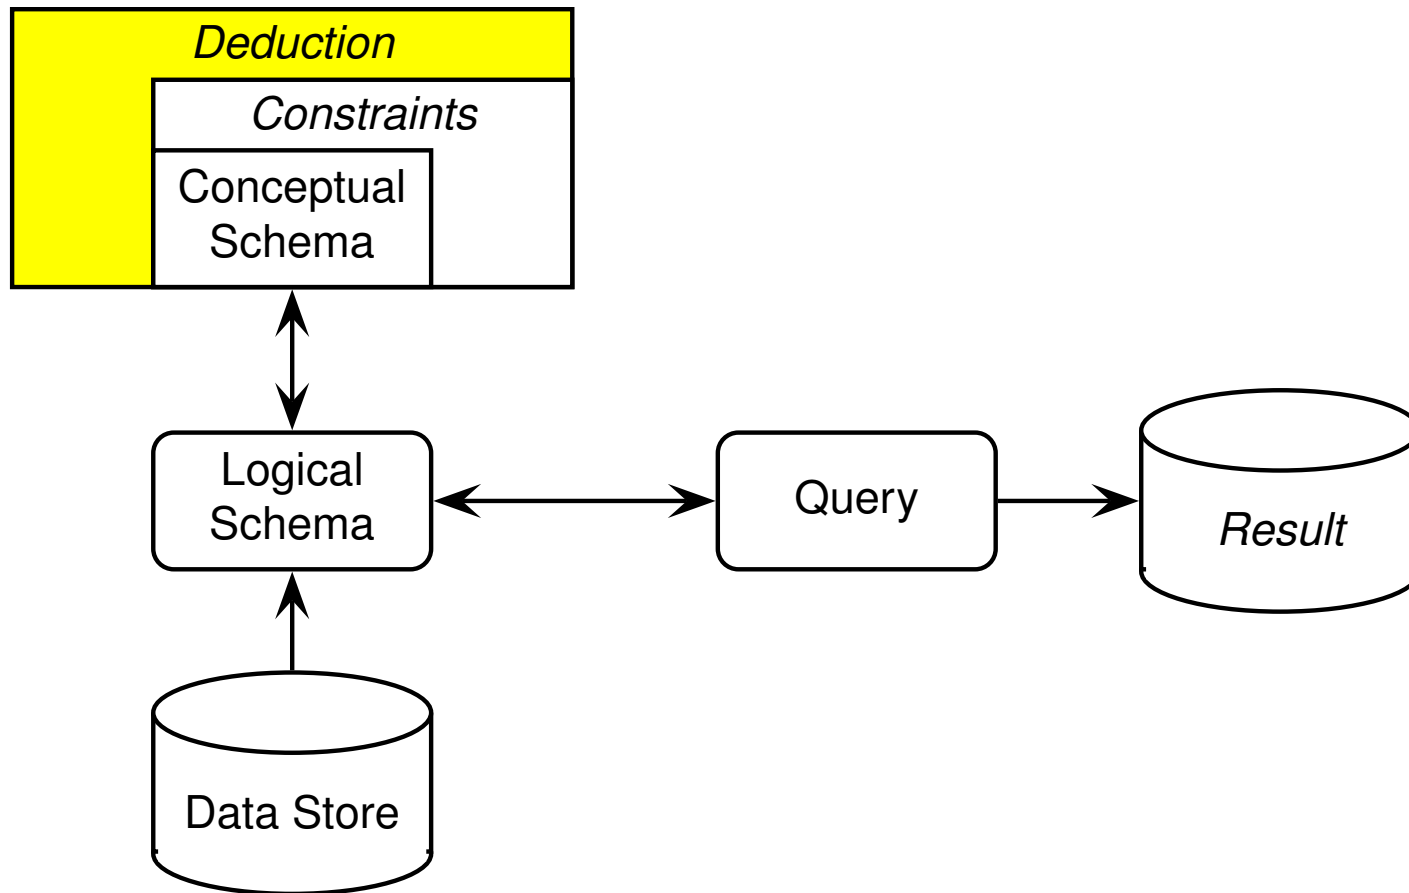 Deduction
Constraints
Conceptual
Schema
Logical
Schema
Query
Result
Data Store